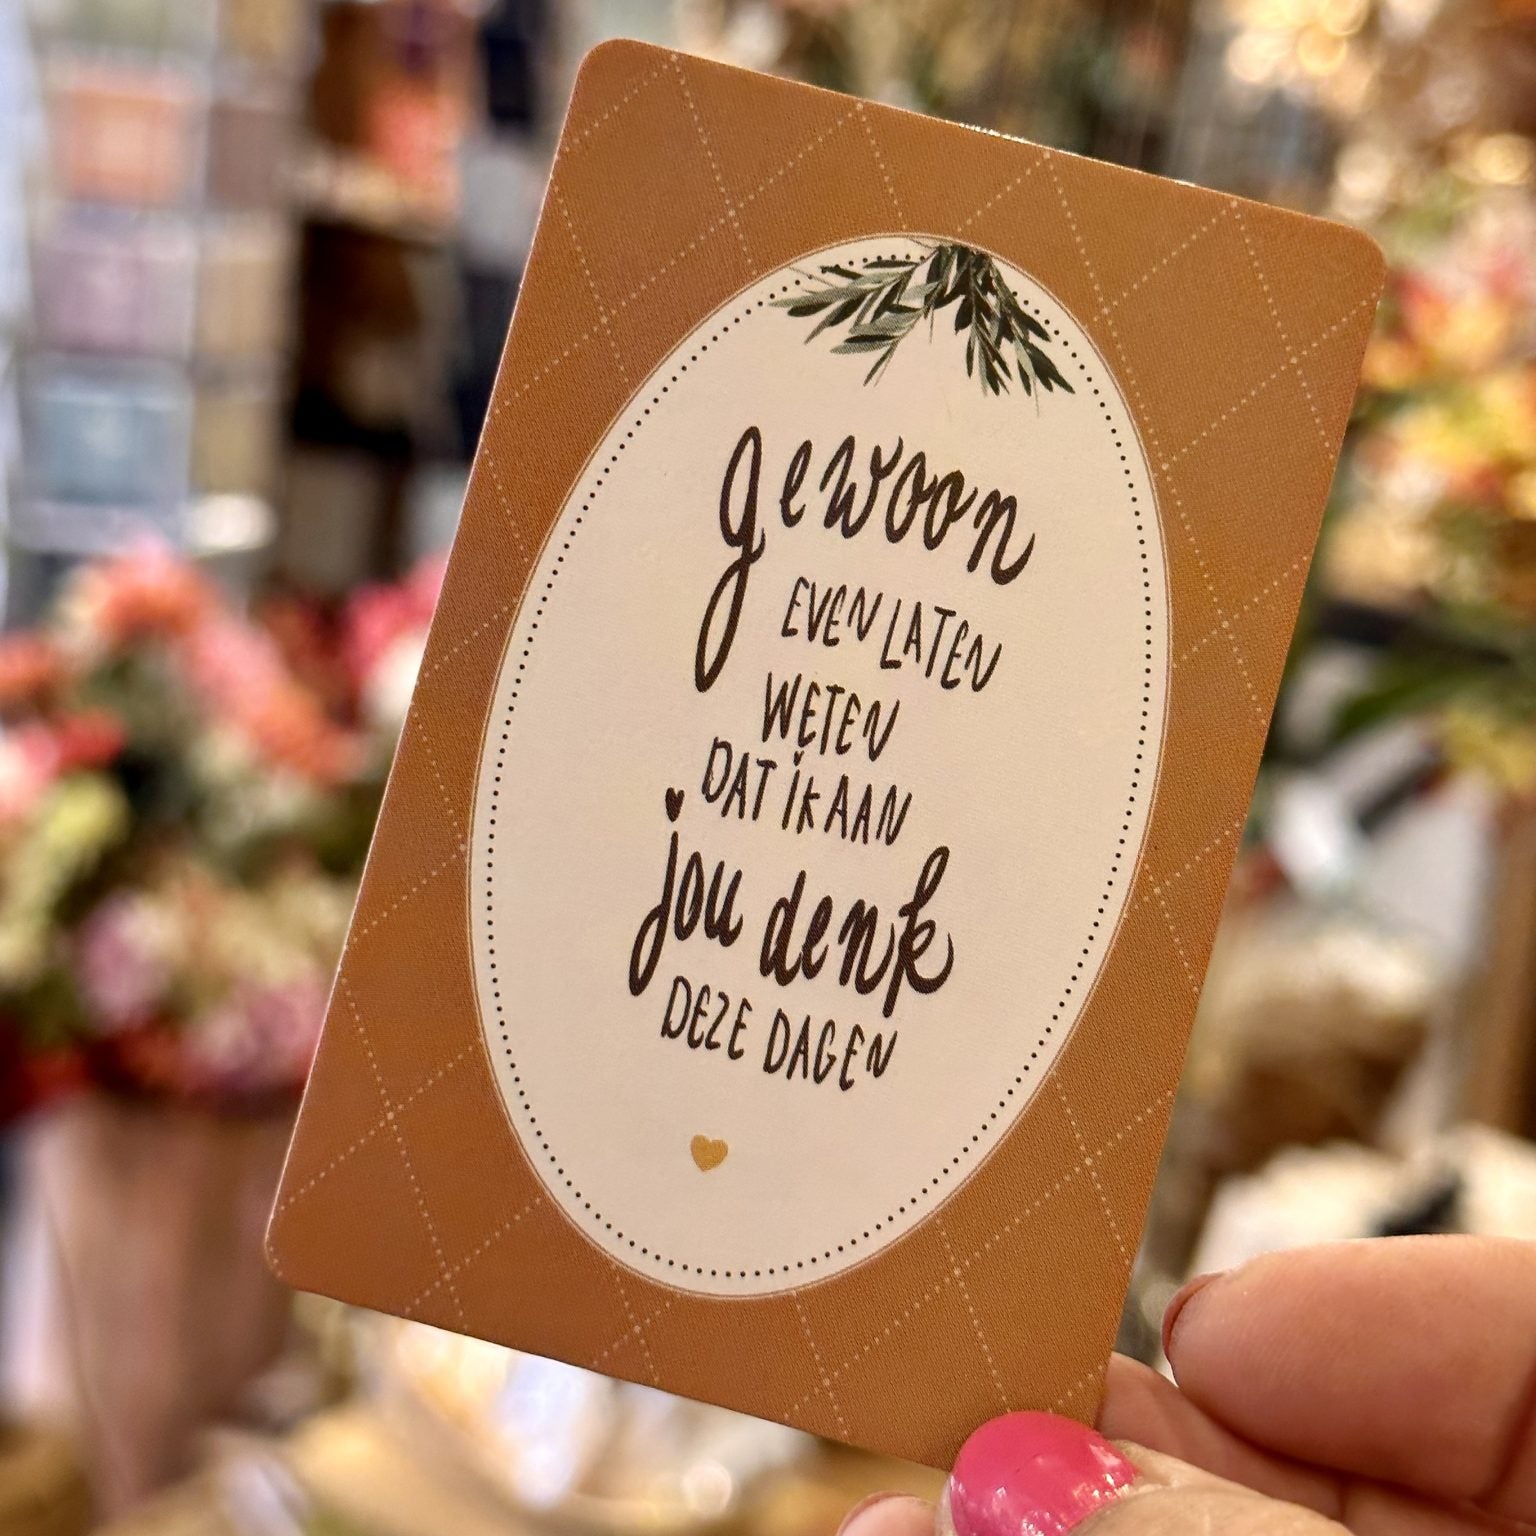 gewoon
EVEN LATEN
WETEN
DAT IK AAN
jou denk
DEZE DAGEN